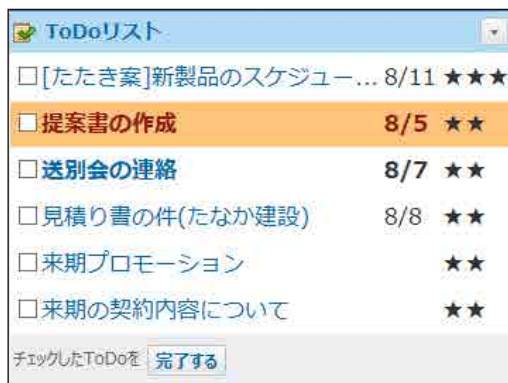 ToDoリスト
[たたき案]新製品のスケジュー... 8/11 ★★★
提案書の作成 8/5 ★★
送別会の連絡 8/7 ★★
見積り書の件(たなか建設) 8/8 ★★
来期プロモーション ★★
来期の契約内容について ★★
チェックしたToDoを 完了する